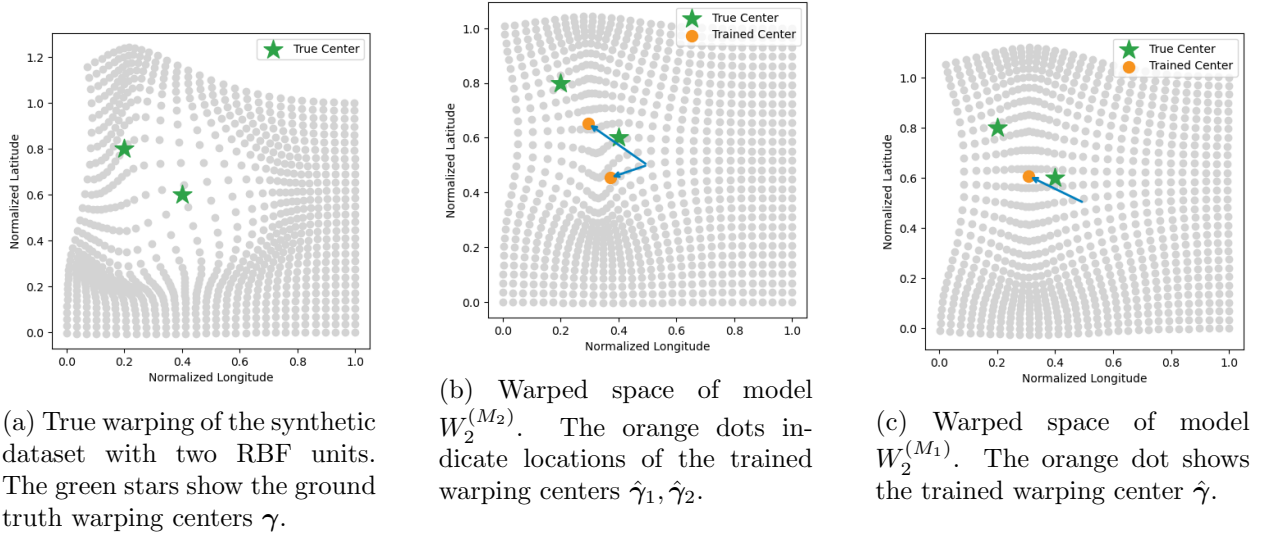 True Center
1.2
1.0
0.8
0.6
0.4
0.2
0.0
0.0 0.2 0.4 0.6 0.8 1.0
Normalized Latitude
Normalized Longitude
(a) True warping of the synthetic
dataset with two RBF units.
The green stars show the ground
truth warping centers γ.
True Center
Trained Center
1.0
0.8
0.6
0.4
0.2
0.0
0.0 0.2 0.4 0.6 0.8 1.0
Normalized Latitude
Normalized Longitude
(b) Warped space of model
W₂^(M₂). The orange dots in-
dicate locations of the trained
warping centers γ̂₁, γ̂₂.
True Center
Trained Center
1.0
0.8
0.6
0.4
0.2
0.0
0.0 0.2 0.4 0.6 0.8 1.0
Normalized Latitude
Normalized Longitude
(c) Warped space of model
W₂^(M₁). The orange dot shows
the trained warping center γ̂.